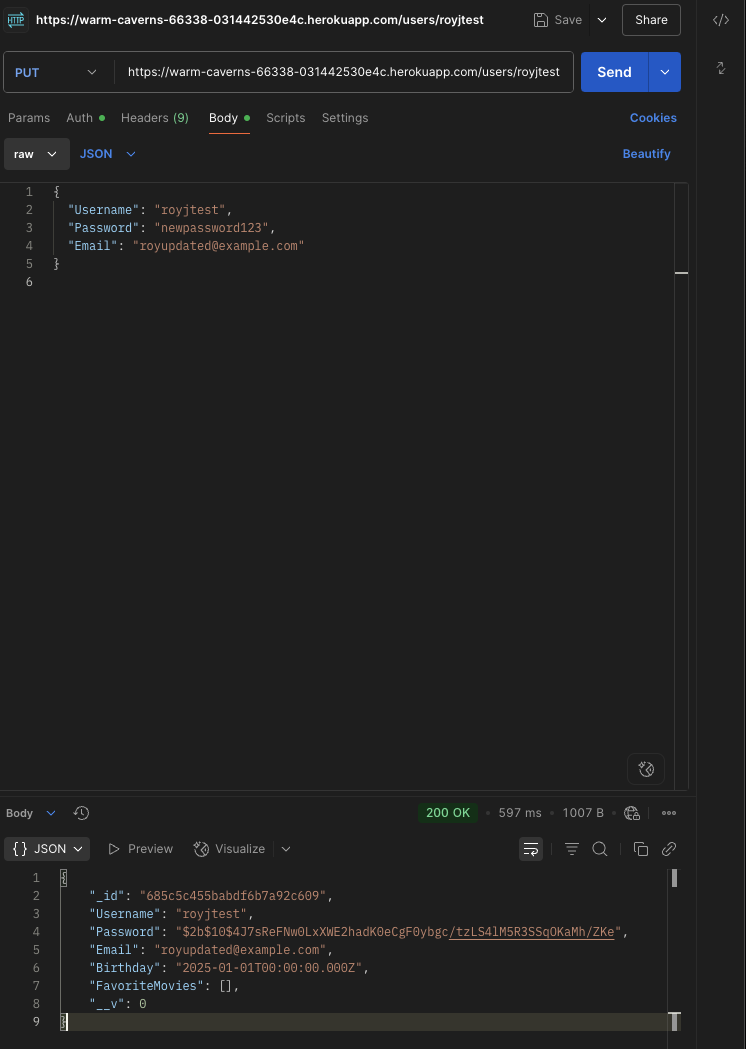 HTTP https://warm-caverns-66338-031442530e4c.herokuapp.com/users/royjtest Save Share
PUT https://warm-caverns-66338-031442530e4c.herokuapp.com/users/royjtest Send
Params Auth Headers (9) Body Scripts Settings Cookies
raw JSON Beautify
1 {
2 "Username": "royjtest",
3 "Password": "newpassword123",
4 "Email": "royupdated@example.com"
5 }
6
Body 200 OK 597 ms 1007 B
{} JSON Preview Visualize
1 {
2 "_id": "685c5c455babdf6b7a92c609",
3 "Username": "royjtest",
4 "Password": "$2b$10$4J7sReFNw0LxXWE2hadK0eCgF0ybgc/tzLS4lM5R3SSqOKaMh/ZKe",
5 "Email": "royupdated@example.com",
6 "Birthday": "2025-01-01T00:00:00.000Z",
7 "FavoriteMovies": [],
8 "__v": 0
9 }